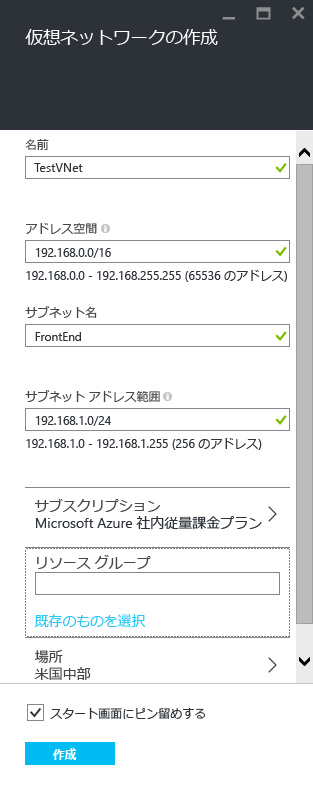 仮想ネットワークの作成
名前
TestVNet
アドレス空間
192.168.0.0/16
192.168.0.0 - 192.168.255.255 (65536 のアドレス)
サブネット名
FrontEnd
サブネット アドレス範囲
192.168.1.0/24
192.168.1.0 - 192.168.1.255 (256 のアドレス)
サブスクリプション
Microsoft Azure 社内従量課金プラン
リソース グループ
既存のものを選択
場所
米国中部
スタート画面にピン留めする
作成